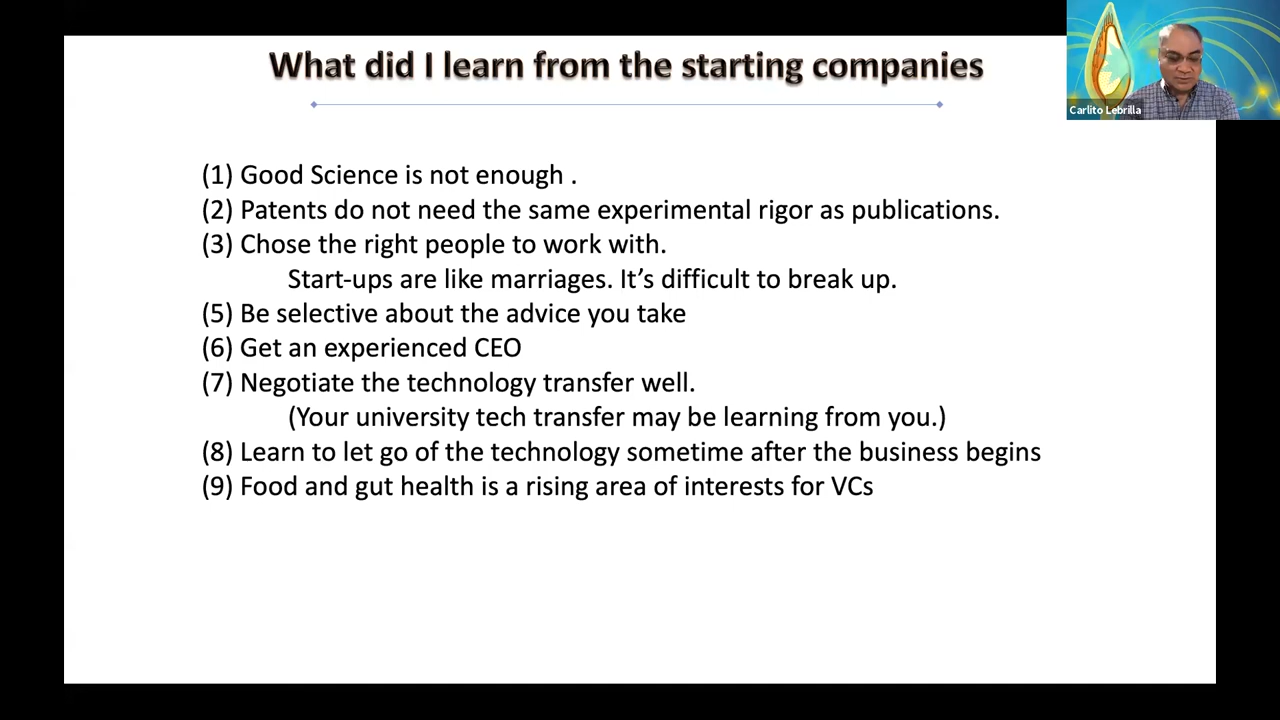 What did I learn from the starting companies
Carlito Lebrilla
(1) Good Science is not enough .
(2) Patents do not need the same experimental rigor as publications.
(3) Chose the right people to work with.
Start-ups are like marriages. It’s difficult to break up.
(5) Be selective about the advice you take
(6) Get an experienced CEO
(7) Negotiate the technology transfer well.
(Your university tech transfer may be learning from you.)
(8) Learn to let go of the technology sometime after the business begins
(9) Food and gut health is a rising area of interests for VCs